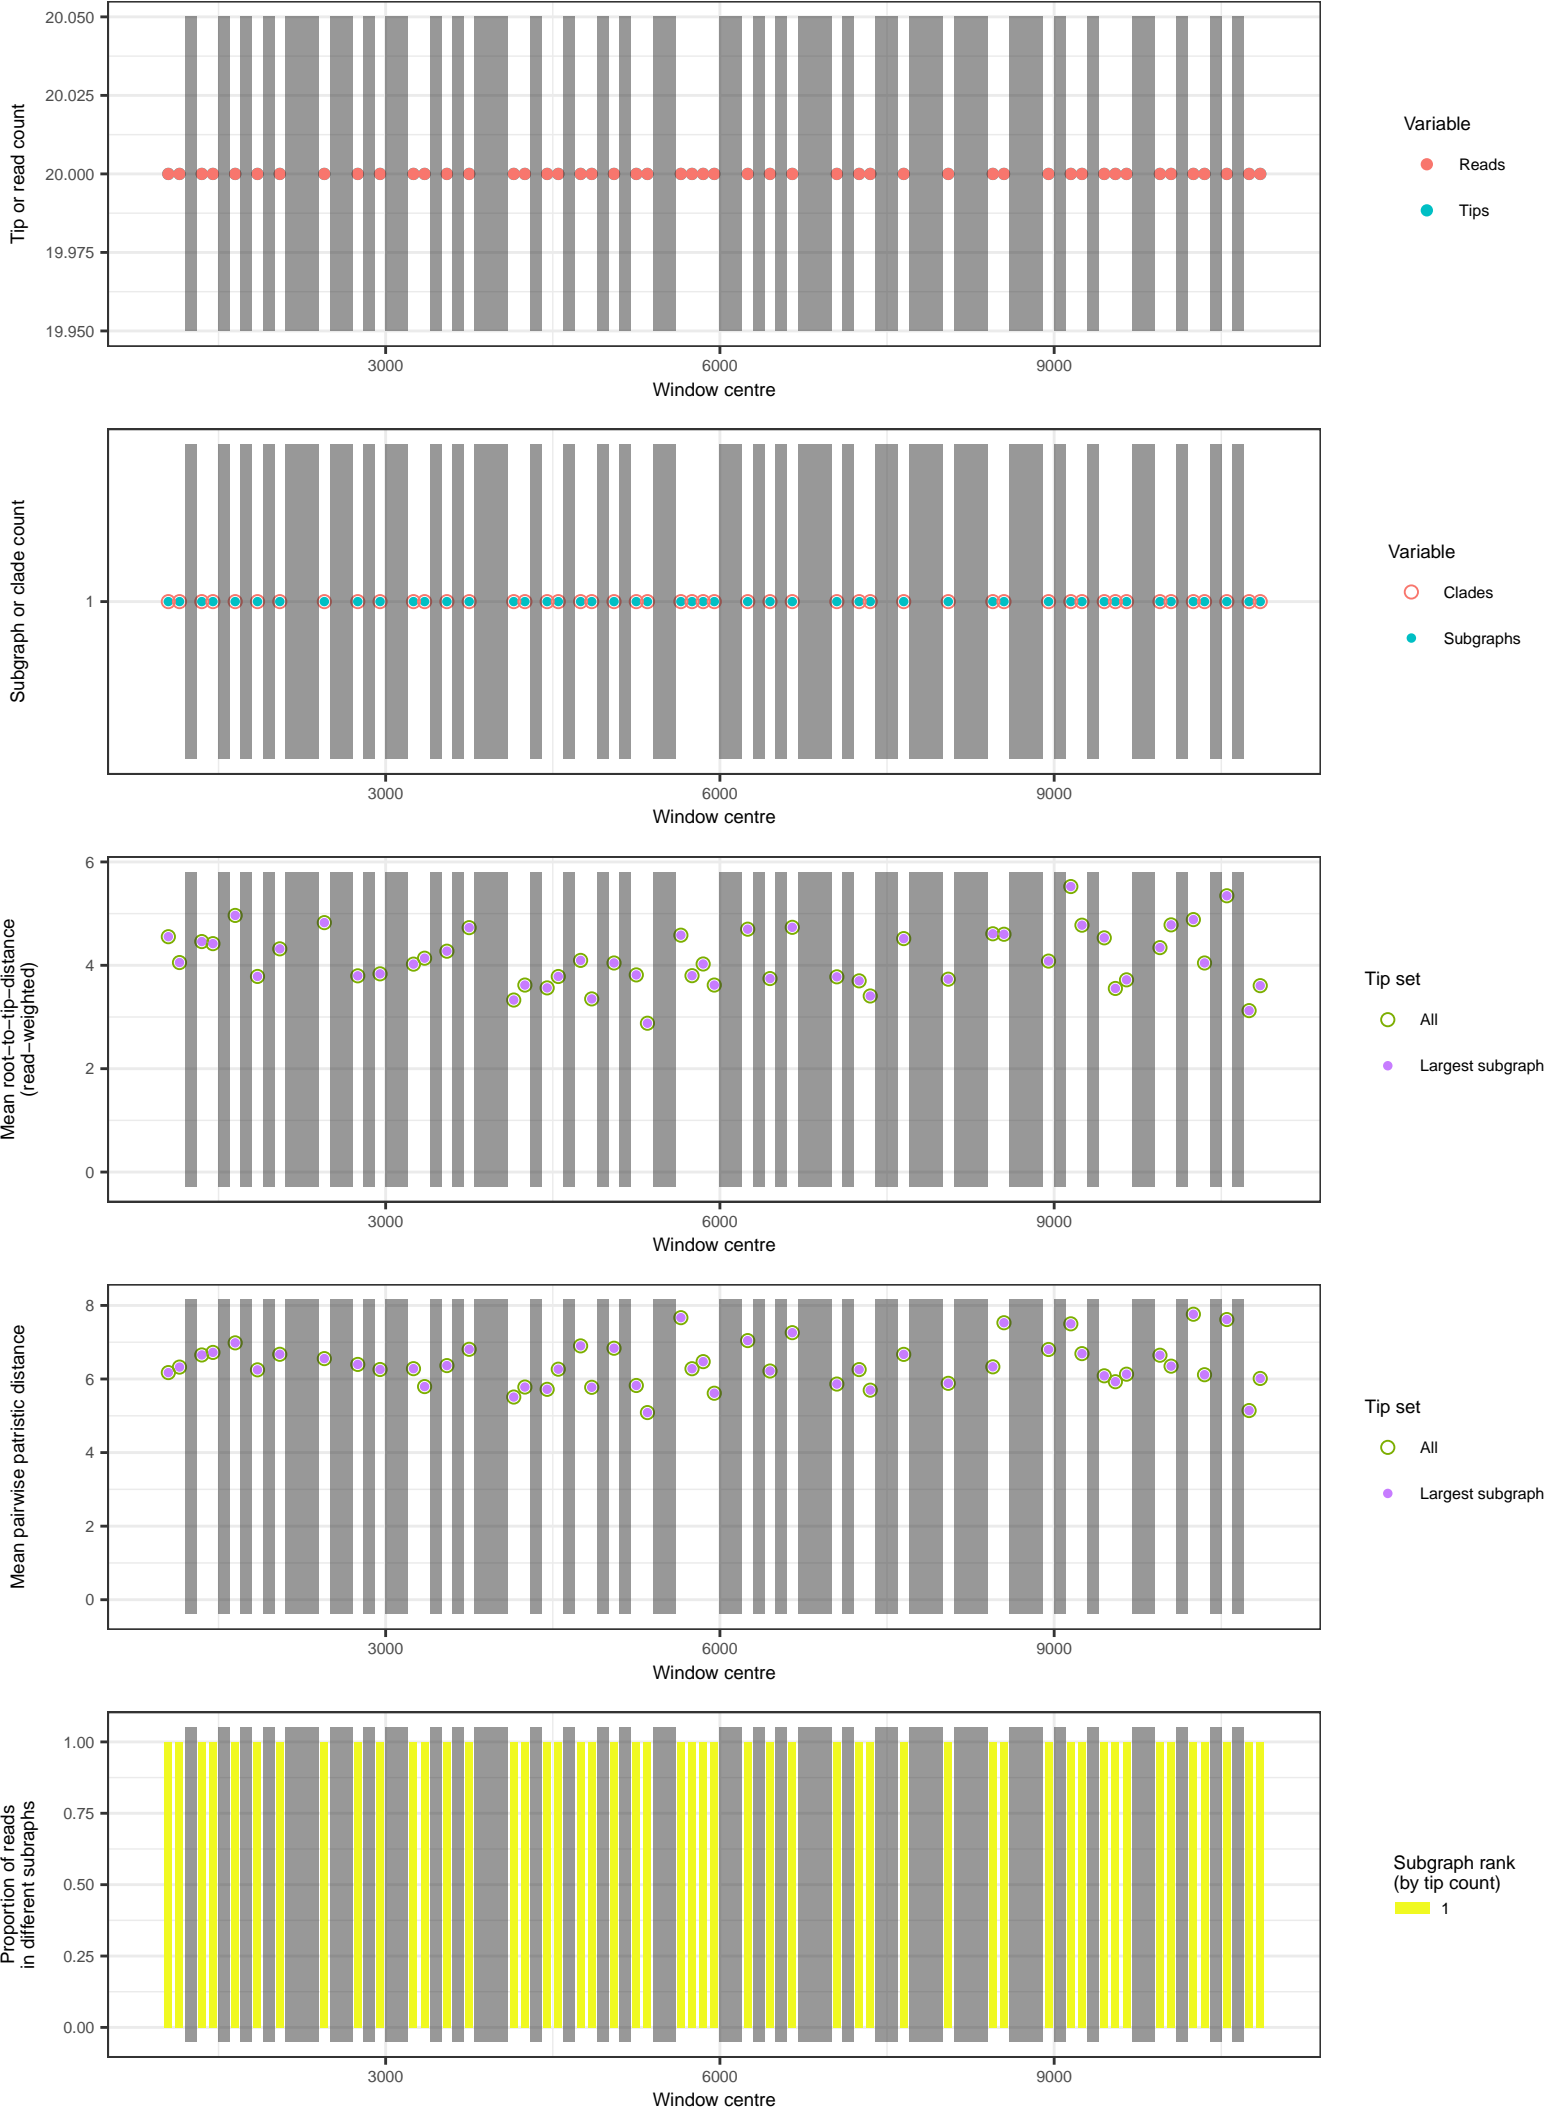 20.050
20.025
20.000
19.975
19.950
Tip or read count
3000
6000
9000
Window centre
Variable
Reads
Tips
1
Subgraph or clade count
3000
6000
9000
Window centre
Variable
Clades
Subgraphs
6
4
2
0
Mean root−to−tip−distance
(read−weighted)
3000
6000
9000
Window centre
Tip set
All
Largest subgraph
8
6
4
2
0
Mean pairwise patristic distance
3000
6000
9000
Window centre
Tip set
All
Largest subgraph
1.00
0.75
0.50
0.25
0.00
Proportion of reads
in different subraphs
3000
6000
9000
Window centre
Subgraph rank
(by tip count)
1